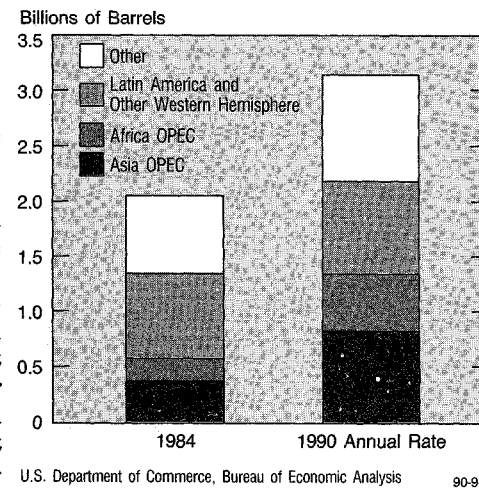 Billions of Barrels
3.5
Other
Latin America and
Other Western Hemisphere
Africa OPEC
Asia OPEC
3.0
2.5
2.0
1.5
1.0
0.5
0
1984
1990 Annual Rate
U.S. Department of Commerce, Bureau of Economic Analysis
90-9